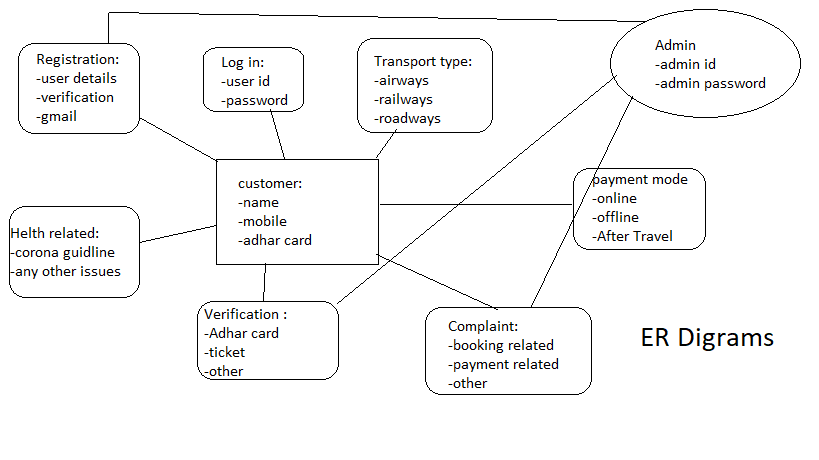 Registration:
-user details
-verification
-gmail
Log in:
-user id
-password
Transport type:
-airways
-railways
-roadways
Admin
-admin id
-admin password
customer:
-name
-mobile
-adhar card
payment mode
-online
-offline
-After Travel
Helth related:
-corona guidline
-any other issues
Verification :
-Adhar card
-ticket
-other
Complaint:
-booking related
-payment related
-other
ER Digrams